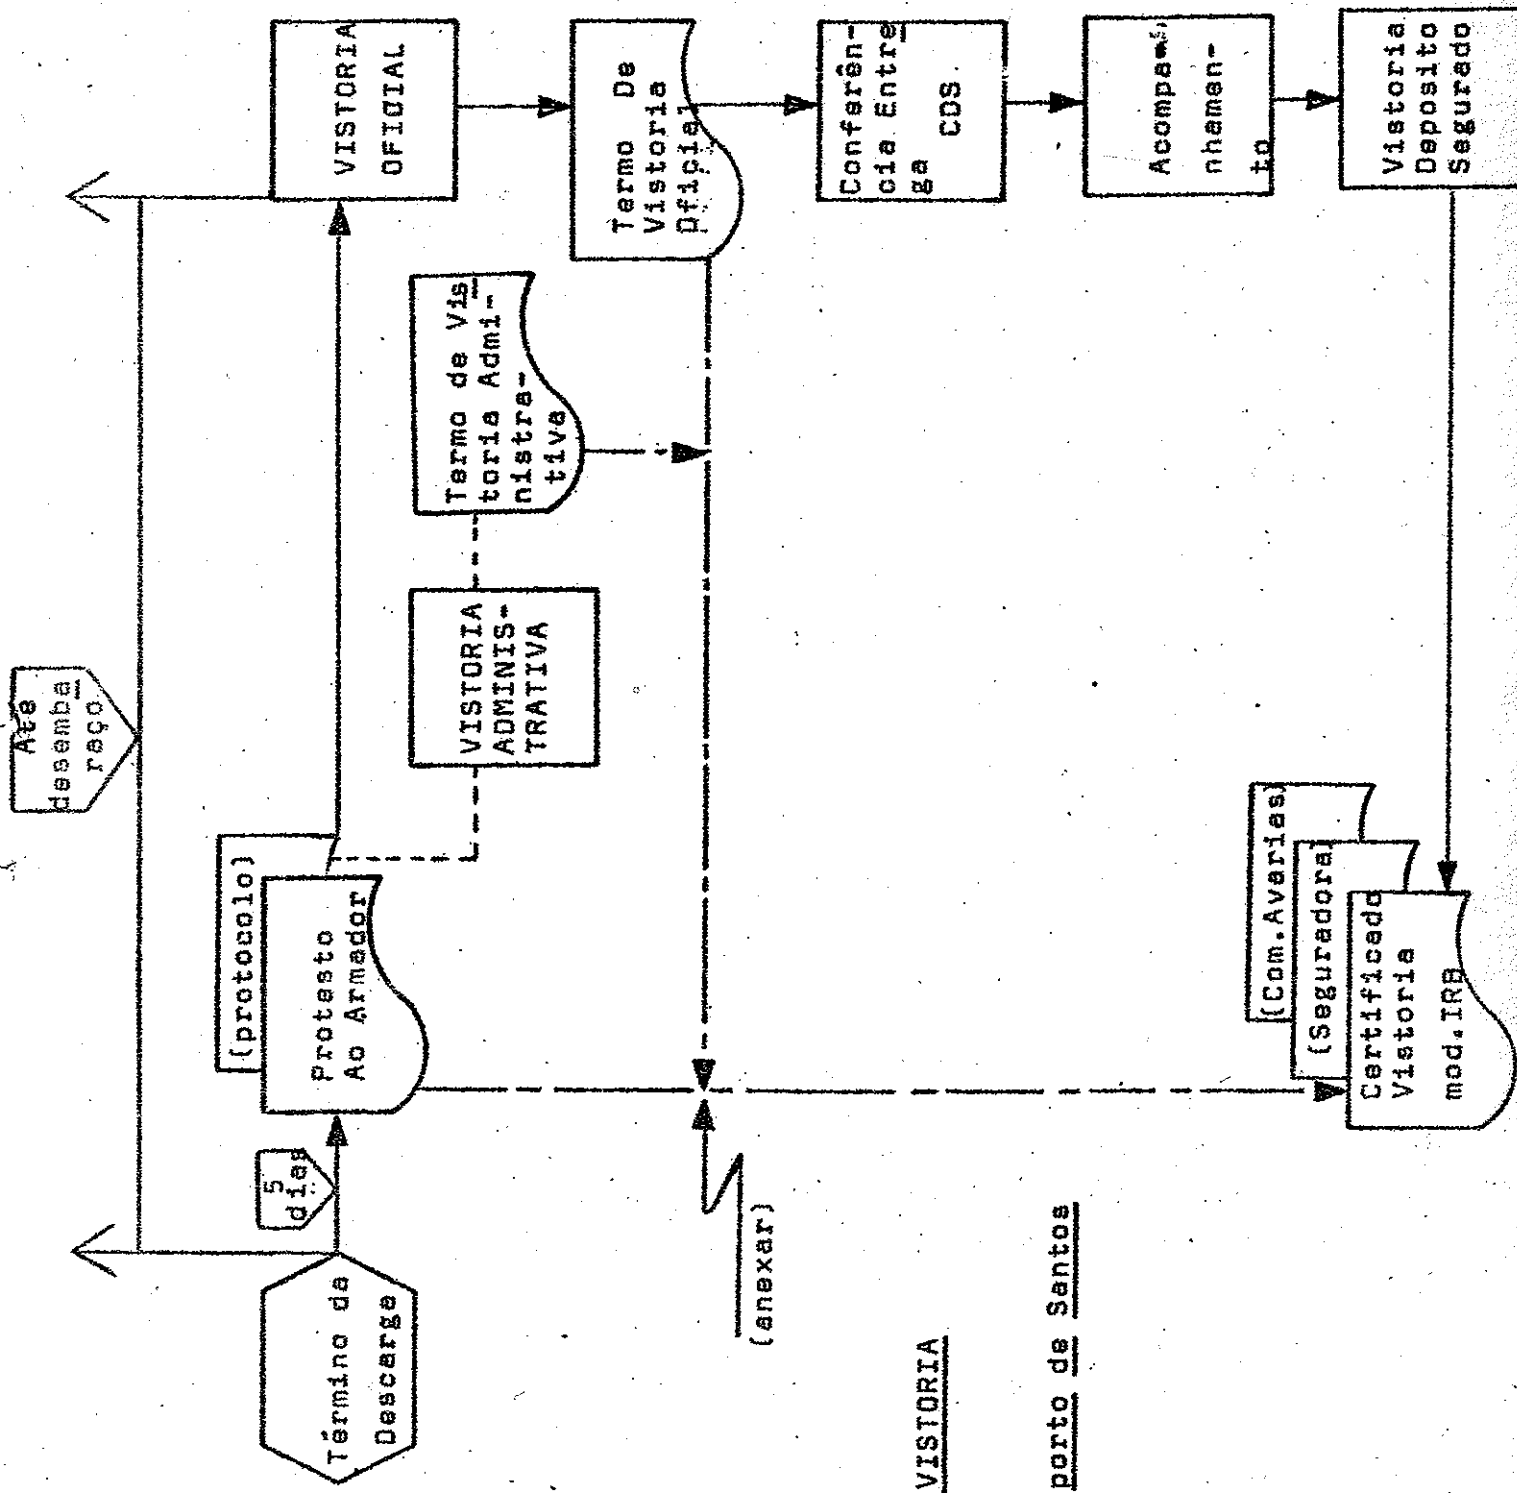 Até
desemba
raço
5
dias
Término da
Descarga
(protocolo)
Protesto
Ao Armador
VISTORIA
ADMINIS-
TRATIVA
Termo de Vis
toria Admi-
nistra-
tiva
VISTORIA
OFICIAL
Termo De
Vistoria
Oficial
Conferên-
cia Entre
ga
CDS.
Acompa-
nhamen-
to
Vistoria
Deposito
Segurado
(Com.Avarias)
(Seguradora)
Certificado
Vistoria
mod.IRB
(anexar)
VISTORIA
porto de Santos